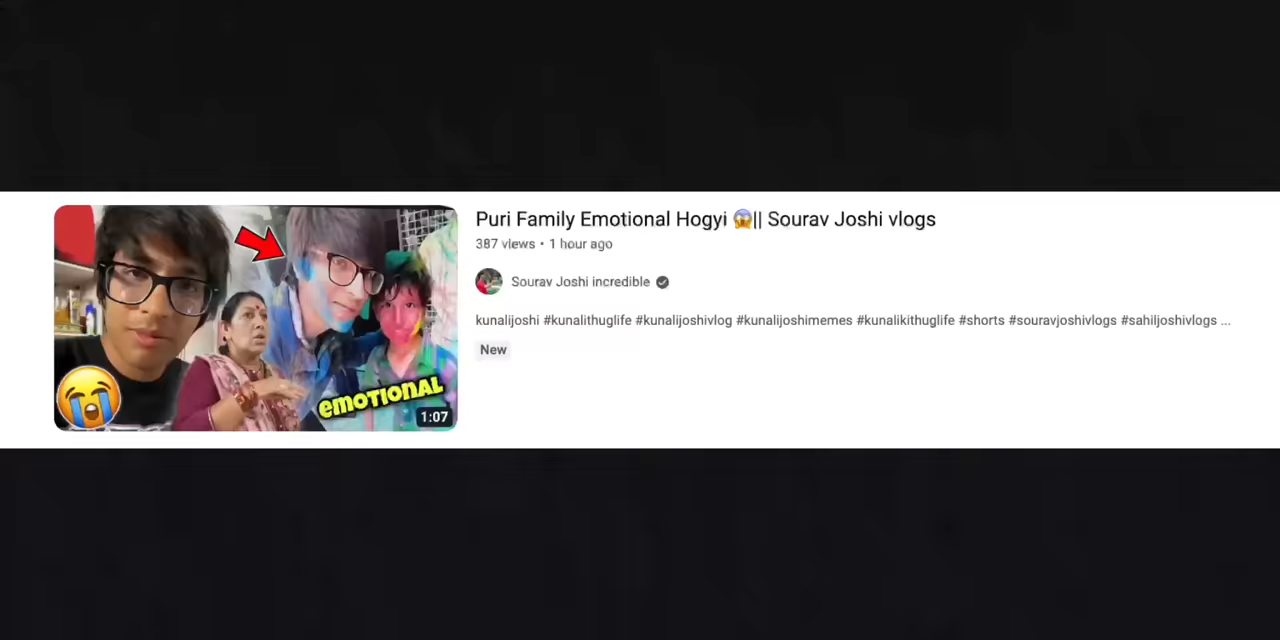 Puri Family Emotional Hogyi 😱|| Sourav Joshi vlogs
387 views • 1 hour ago
Sourav Joshi incredible
kunalijoshi #kunalithuglife #kunalijoshivlog #kunalijoshimemes #kunalikithuglife #shorts #souravjoshivlogs #sahiljoshivlogs ...
New
EMOTIONAL
1:07